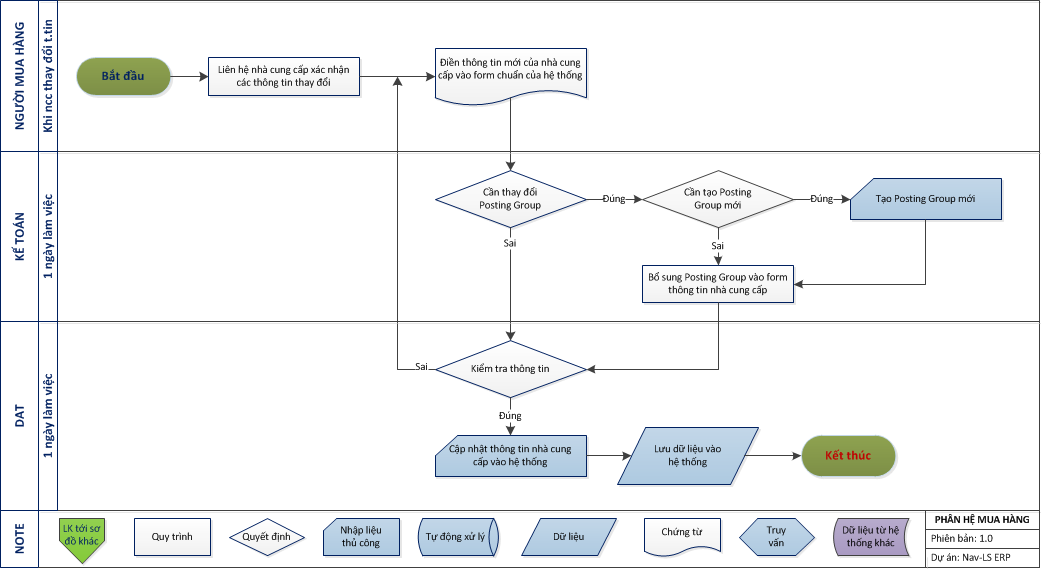 NGƯỜI MUA HÀNG
Khi ncc thay đổi t.tin
Bắt đầu
Liên hệ nhà cung cấp xác nhận
các thông tin thay đổi
Điền thông tin mới của nhà cung
cấp vào form chuẩn của hệ thống
KẾ TOÁN
1 ngày làm việc
Cần thay đổi
Posting Group
Đúng
Cần tạo Posting
Group mới
Đúng
Tạo Posting Group mới
Sai
Sai
Bổ sung Posting Group vào form
thông tin nhà cung cấp
DAT
1 ngày làm việc
Sai
Kiểm tra thông tin
Đúng
Cập nhật thông tin nhà cung
cấp vào hệ thống
Lưu dữ liệu vào
hệ thống
Kết thúc
NOTE
LK tới sơ
đồ khác
Quy trình
Quyết định
Nhập liệu
thủ công
Tự động xử lý
Dữ liệu
Chứng từ
Truy
vấn
Dữ liệu từ hệ
thống khác
PHÂN HỆ MUA HÀNG
Phiên bản: 1.0
Dự án: Nav-LS ERP